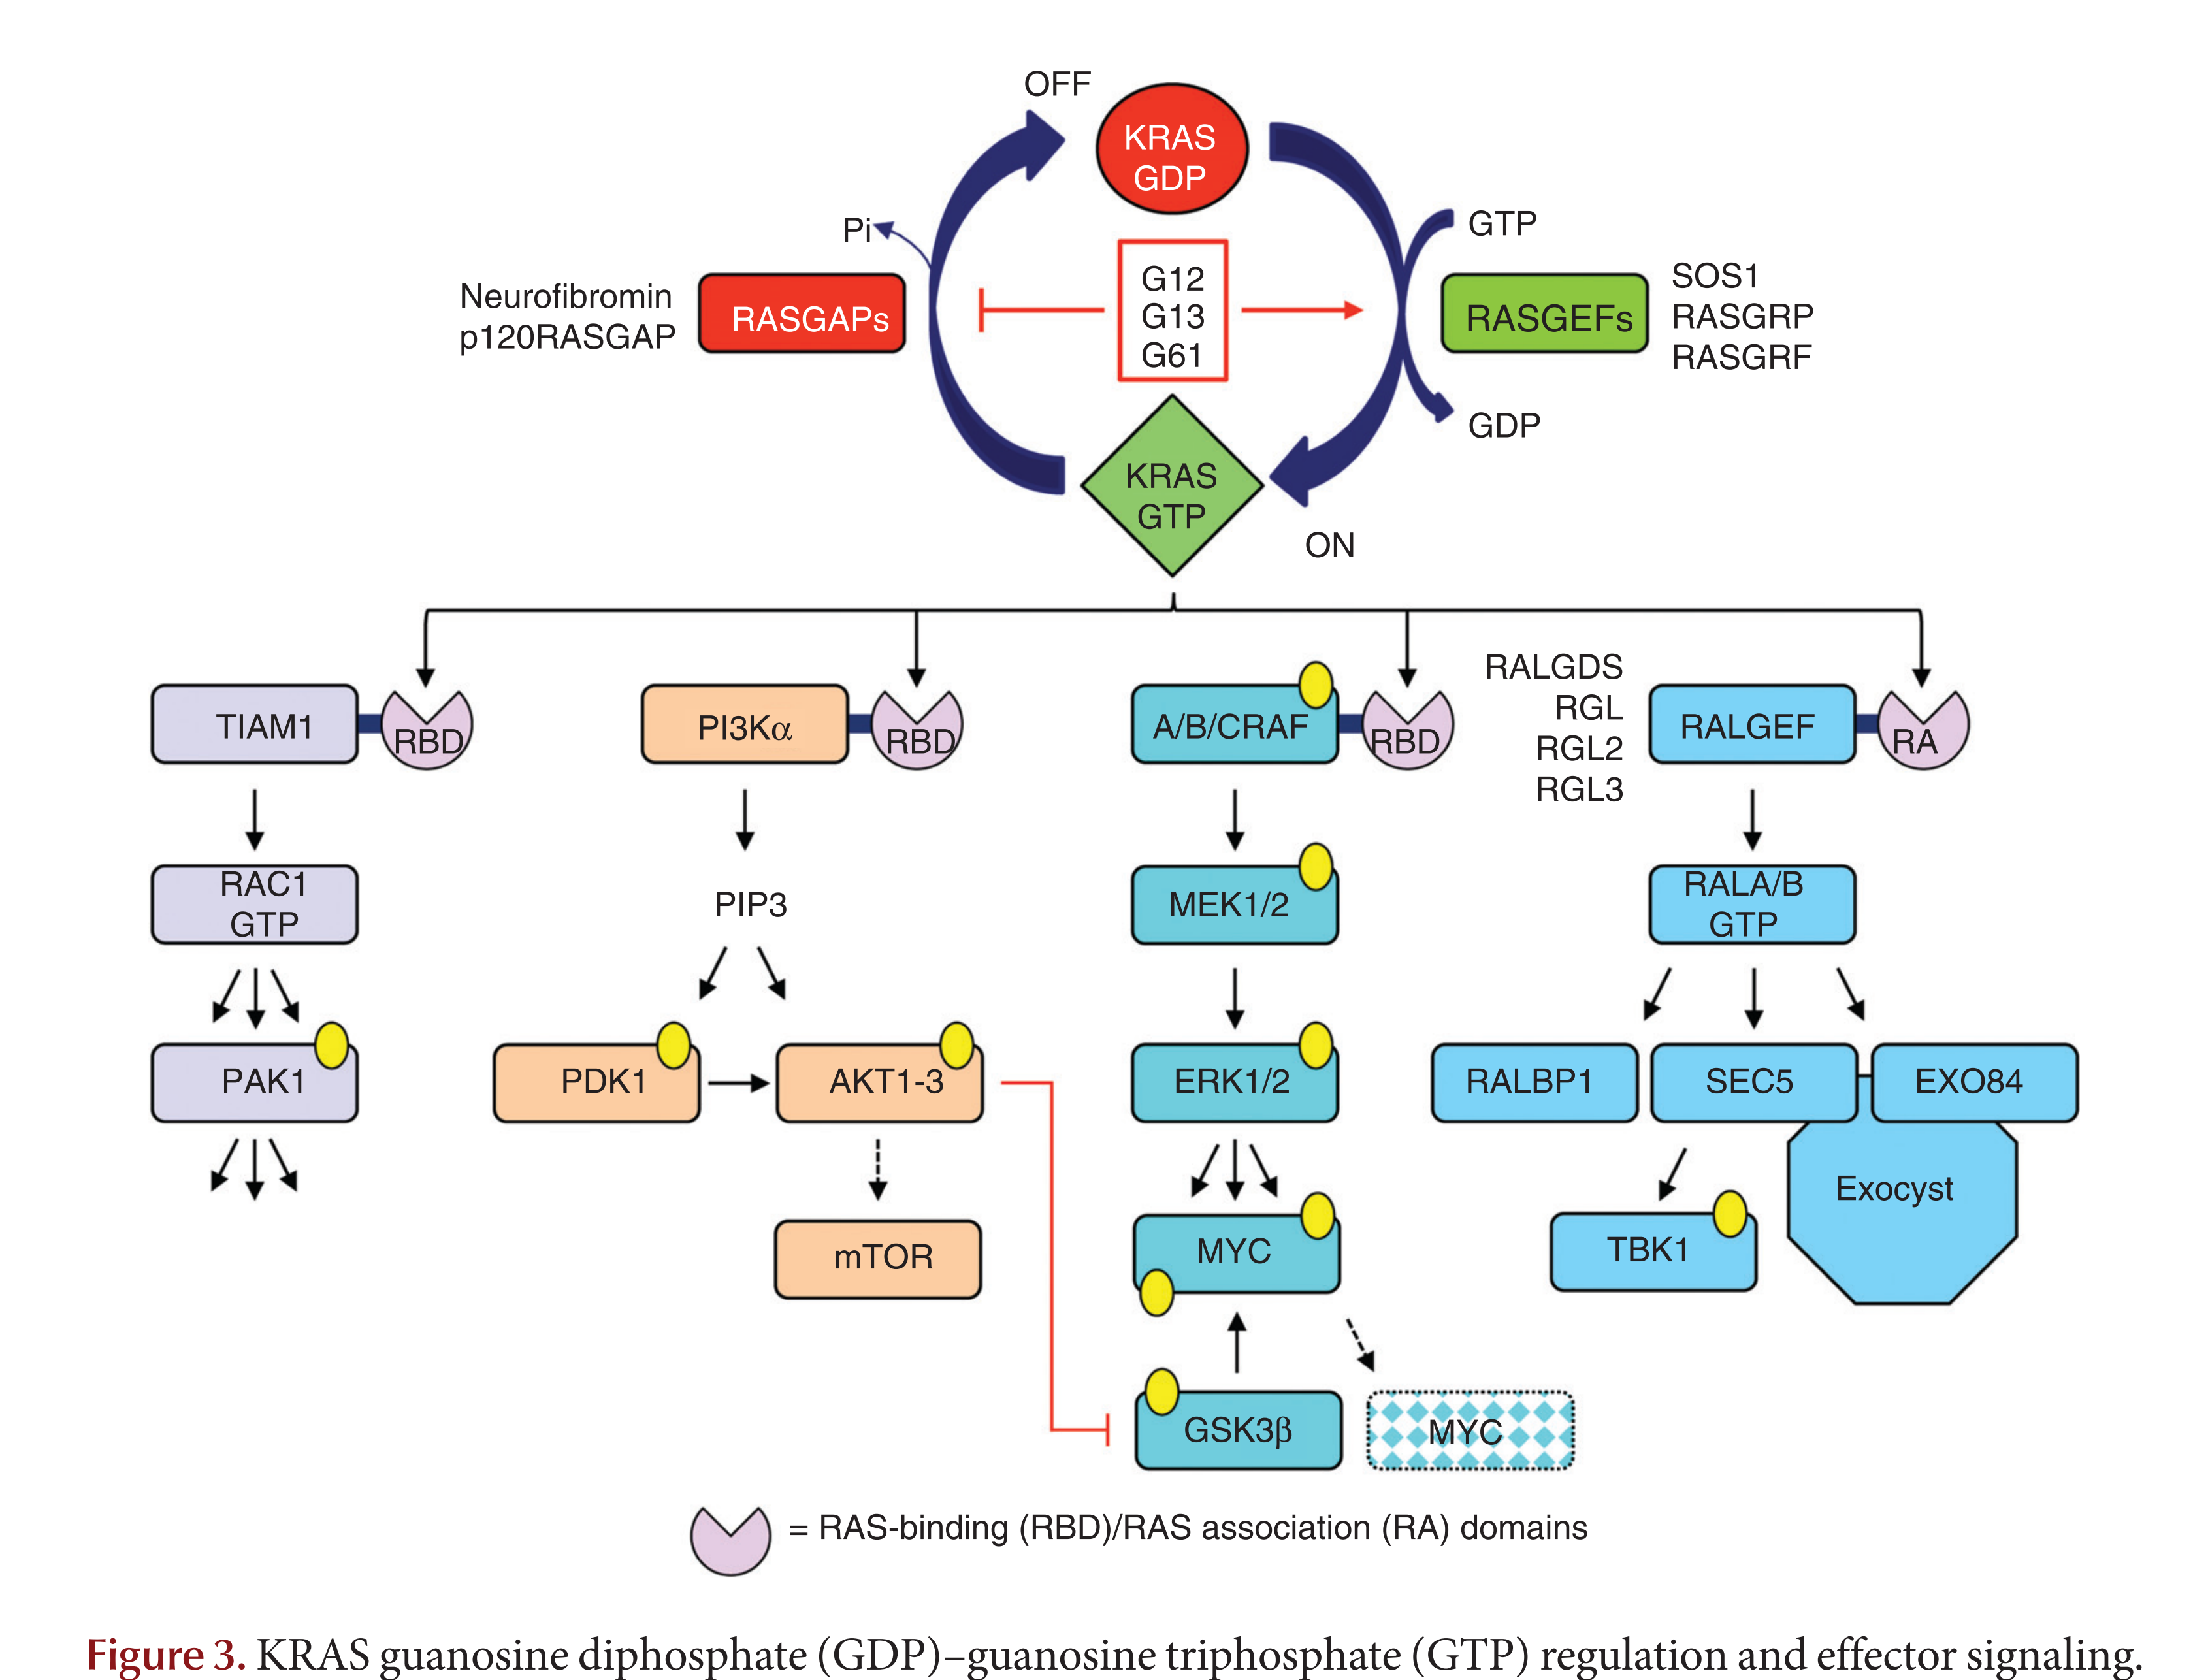 OFF
KRAS
GDP
Pi
GTP
Neurofibromin
p120RASGAP
RASGAPs
G12
G13
G61
RASGEFs
SOS1
RASGRP
RASGRF
GDP
KRAS
GTP
ON
TIAM1
RBD
PI3Kα
RBD
A/B/CRAF
RBD
RALGDS
RGL
RGL2
RGL3
RALGEF
RA
RAC1
GTP
PIP3
MEK1/2
RALA/B
GTP
PAK1
PDK1
AKT1-3
ERK1/2
RALBP1
SEC5
EXO84
mTOR
MYC
TBK1
Exocyst
GSK3β
MYC
= RAS-binding (RBD)/RAS association (RA) domains
Figure 3. KRAS guanosine diphosphate (GDP)–guanosine triphosphate (GTP) regulation and effector signaling.